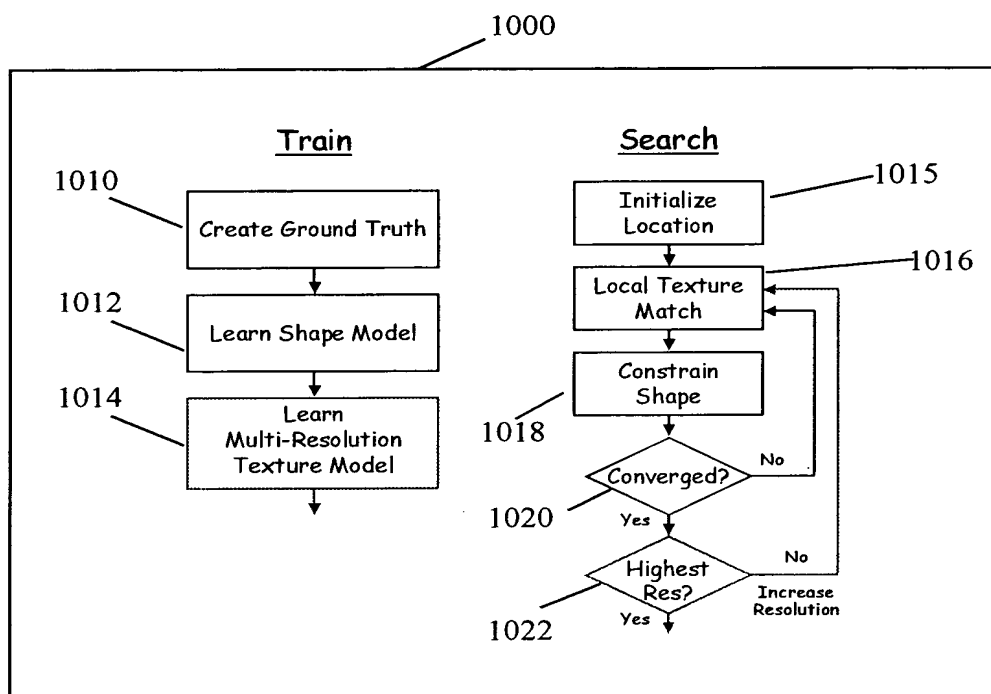 1000
Train
1010
Create Ground Truth
1012
Learn Shape Model
1014
Learn
Multi-Resolution
Texture Model
Search
1015
Initialize
Location
1016
Local Texture
Match
Constrain
Shape
1018
Converged?
No
1020
Yes
Highest
Res?
No
Increase
Resolution
1022
Yes